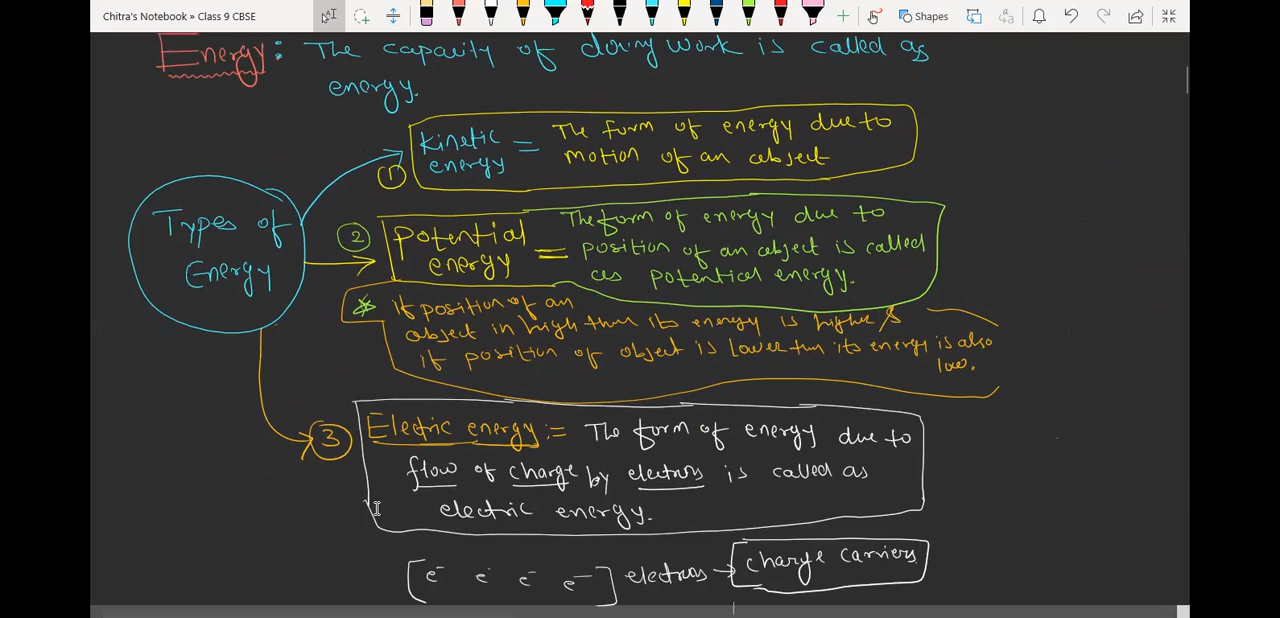 Chitra's Notebook » Class 9 CBSE
Shapes
Energy: The capacity of doing work is called as
energy.
① Kinetic energy = The form of energy due to
motion of an object
Types of
Energy
② Potential energy = The form of energy due to
position of an object is called
as potential energy.
* if position of an
object in high then its energy is higher &
if position of object is lower then its energy is also
low.
③ Electric energy := The form of energy due to
flow of charge by electrons is called as
electric energy.
[e⁻ e⁻ e⁻ e⁻] electrons → charge carriers